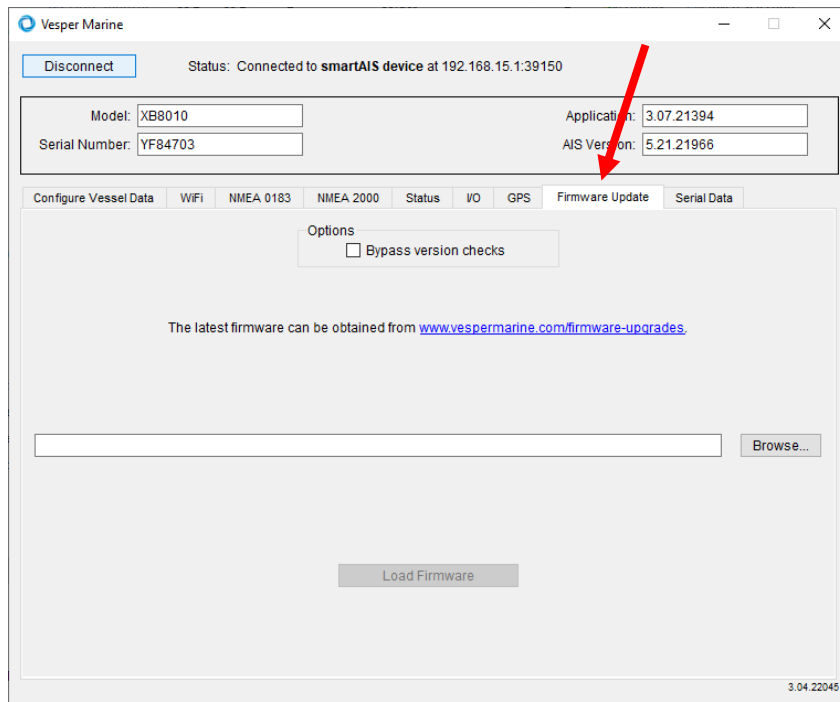 Vesper Marine
Disconnect Status: Connected to smartAIS device at 192.168.15.1:39150
Model: XB8010 Application: 3.07.21394
Serial Number: YF84703 AIS Version: 5.21.21966
Configure Vessel Data WiFi NMEA 0183 NMEA 2000 Status I/O GPS Firmware Update Serial Data
Options
Bypass version checks
The latest firmware can be obtained from www.vespermarine.com/firmware-upgrades.
Browse...
Load Firmware
3.04.22045